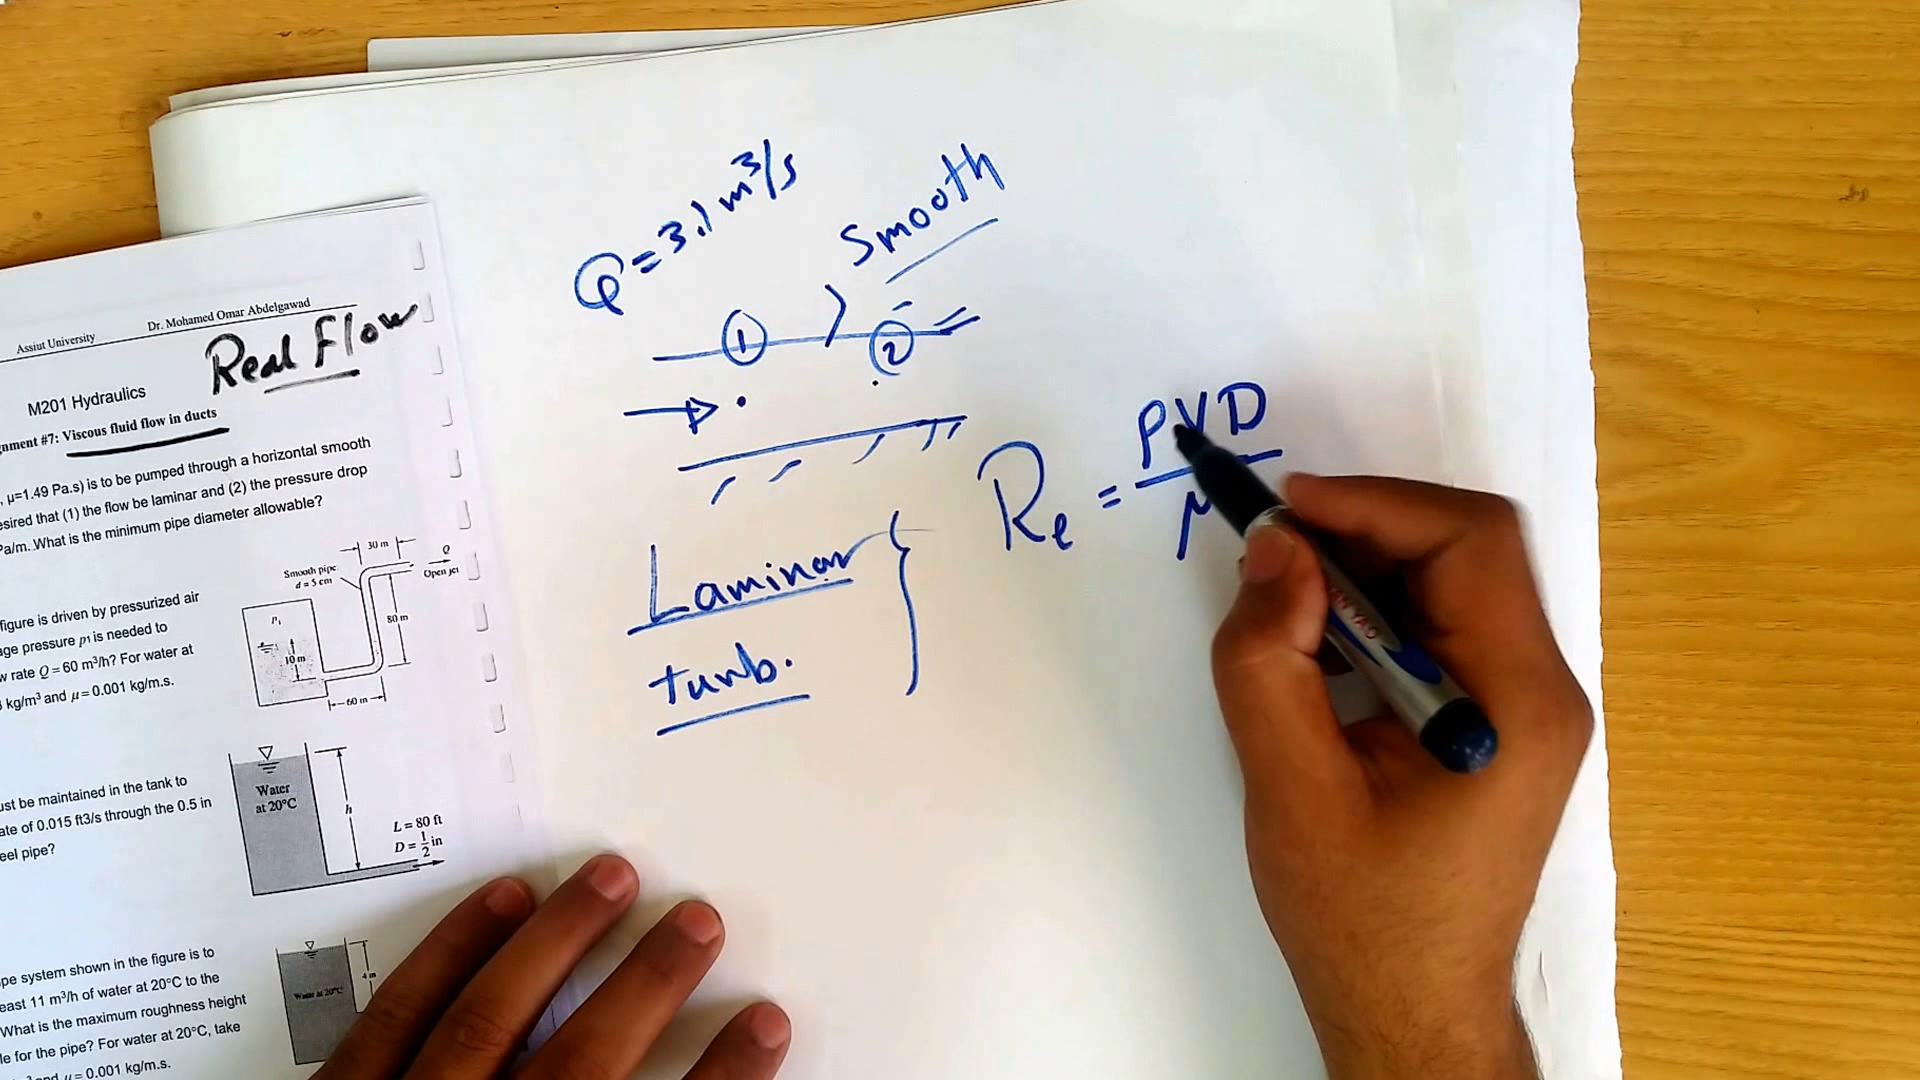 Assiut University
Dr. Mohamed Omar Abdelgawad
Real Flow
M201 Hydraulics
nment #7: Viscous fluid flow in ducts
, μ=1.49 Pa.s) is to be pumped through a horizontal smooth
esired that (1) the flow be laminar and (2) the pressure drop
Pa/m. What is the minimum pipe diameter allowable?
30 m
Q
Smooth pipe
d = 5 cm
Open jet
80 m
10 m
60 m
figure is driven by pressurized air
age pressure p1 is needed to
w rate Q = 60 m³/h? For water at
kg/m³ and μ = 0.001 kg/m.s.
Water
at 20°C
h
L = 80 ft
D = 1/2 in
ust be maintained in the tank to
ate of 0.015 ft3/s through the 0.5 in
eel pipe?
pe system shown in the figure is to
east 11 m³/h of water at 20°C to the
What is the maximum roughness height
le for the pipe? For water at 20°C, take
and μ = 0.001 kg/m.s.
Water at 20°C
4 m
Q = 3.1 m³/s
Smooth
1
2
Laminar
turb.
Re = ρVD/μ